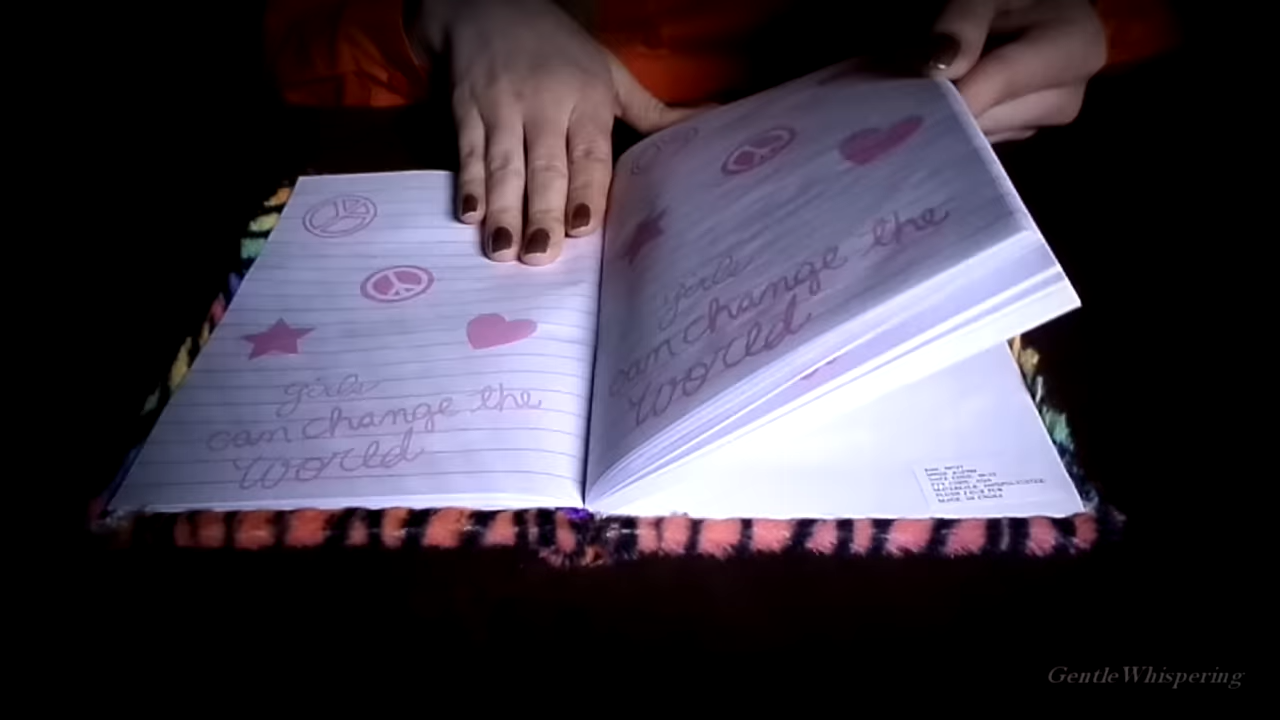 girls
can change the
world
girls
can change the
world
GentleWhispering